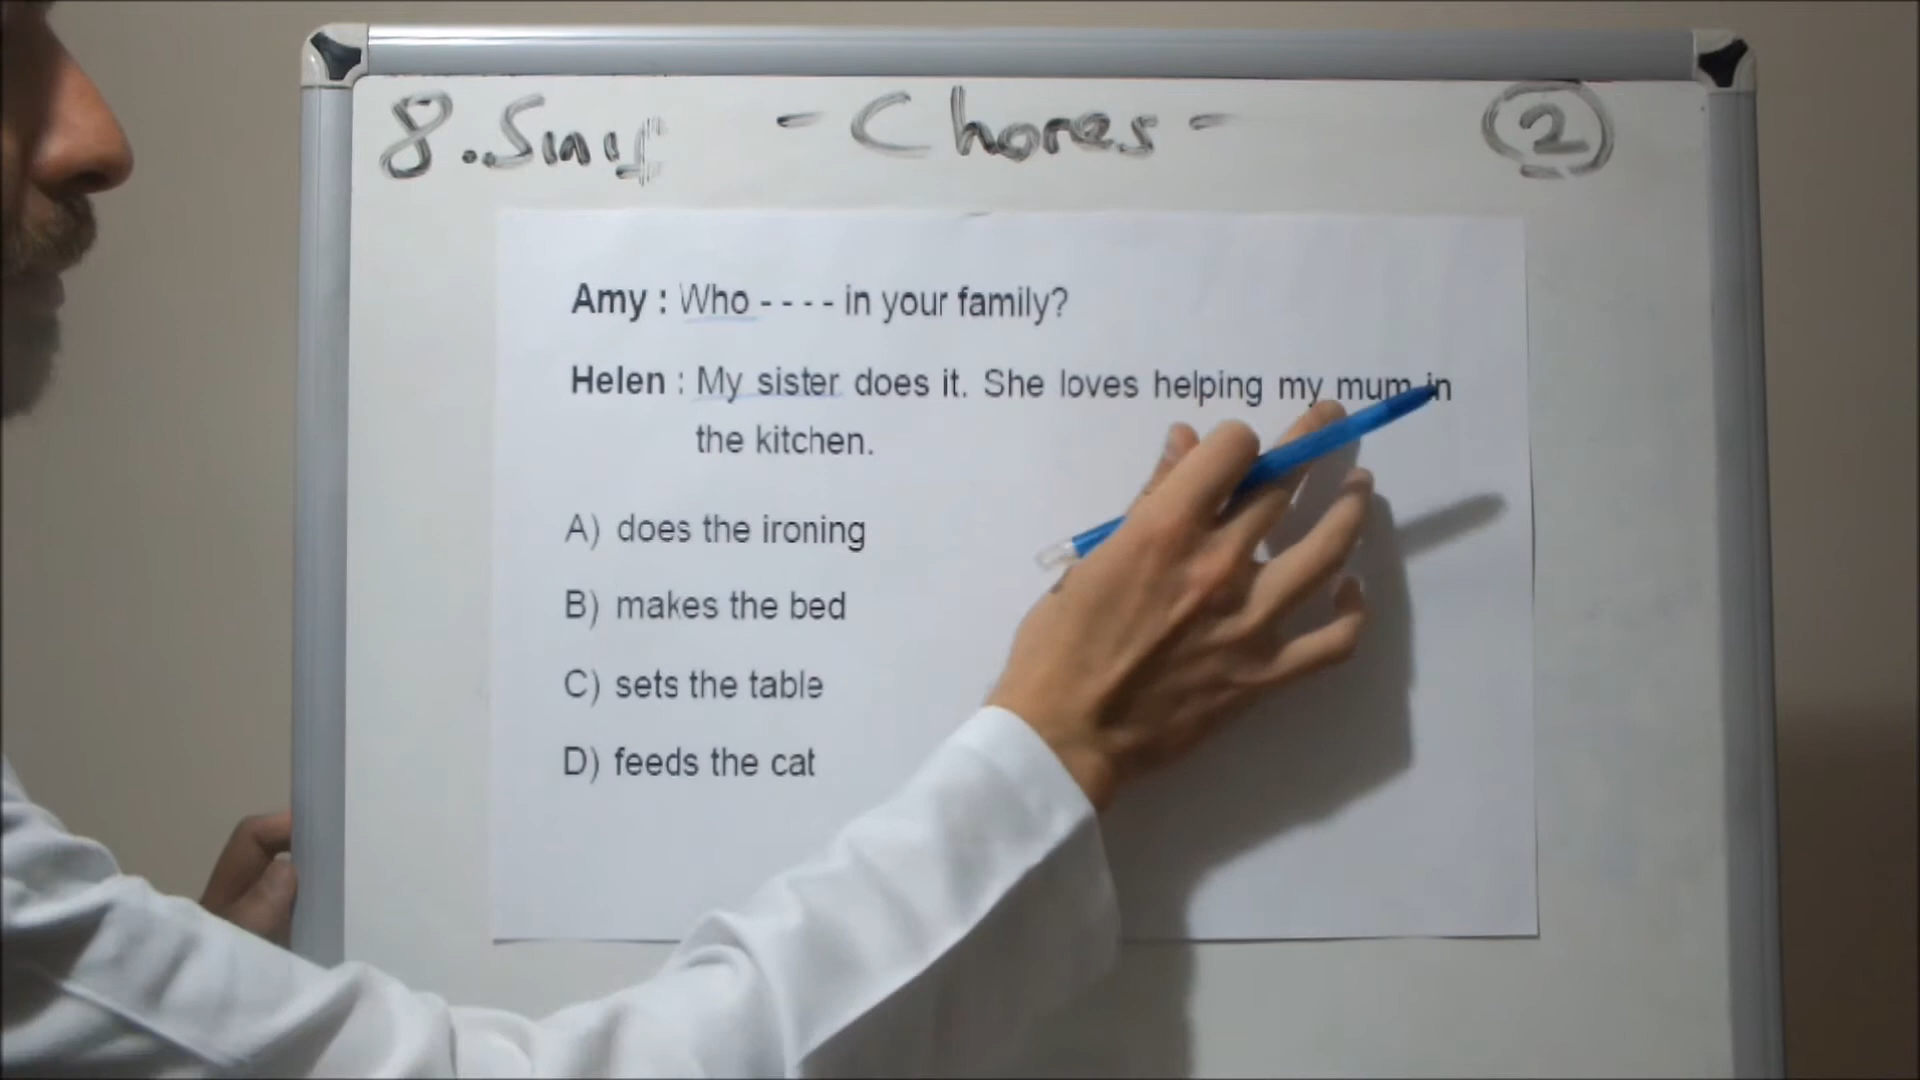 8.Sınıf - Chores - 2
Amy : Who - - - - in your family?
Helen : My sister does it. She loves helping my mum in
the kitchen.
A) does the ironing
B) makes the bed
C) sets the table
D) feeds the cat